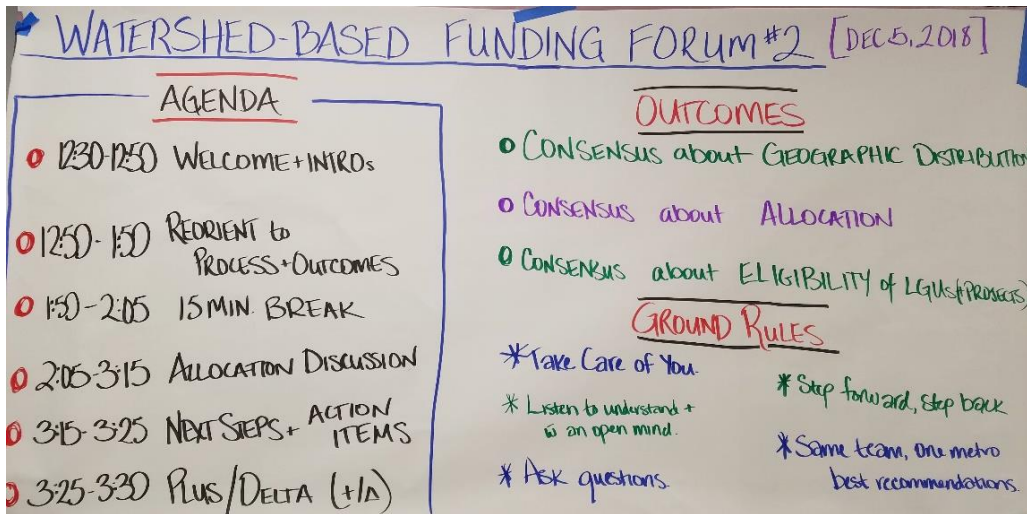 WATERSHED-BASED FUNDING FORUM #2 [DEC 5, 2018]
AGENDA
12:30-12:50 WELCOME + INTROS
12:50 - 1:50 REORIENT to
PROCESS + OUTCOMES
1:50 - 2:05 15 MIN. BREAK
2:05-3:15 ALLOCATION DISCUSSION
3:15-3:25 NEXT STEPS + ACTION
ITEMS
3:25-3:30 PLUS/DELTA (+/Δ)
OUTCOMES
CONSENSUS about GEOGRAPHIC DISTRIBUTION
CONSENSUS about ALLOCATION
CONSENSUS about ELIGIBILITY of LGUs (+ PROJECTS)
GROUND RULES
* Take Care of You.
* Listen to understand +
w̄ an open mind.
* Ask questions.
* Step forward, step back
* Same team, one metro
best recommendations.